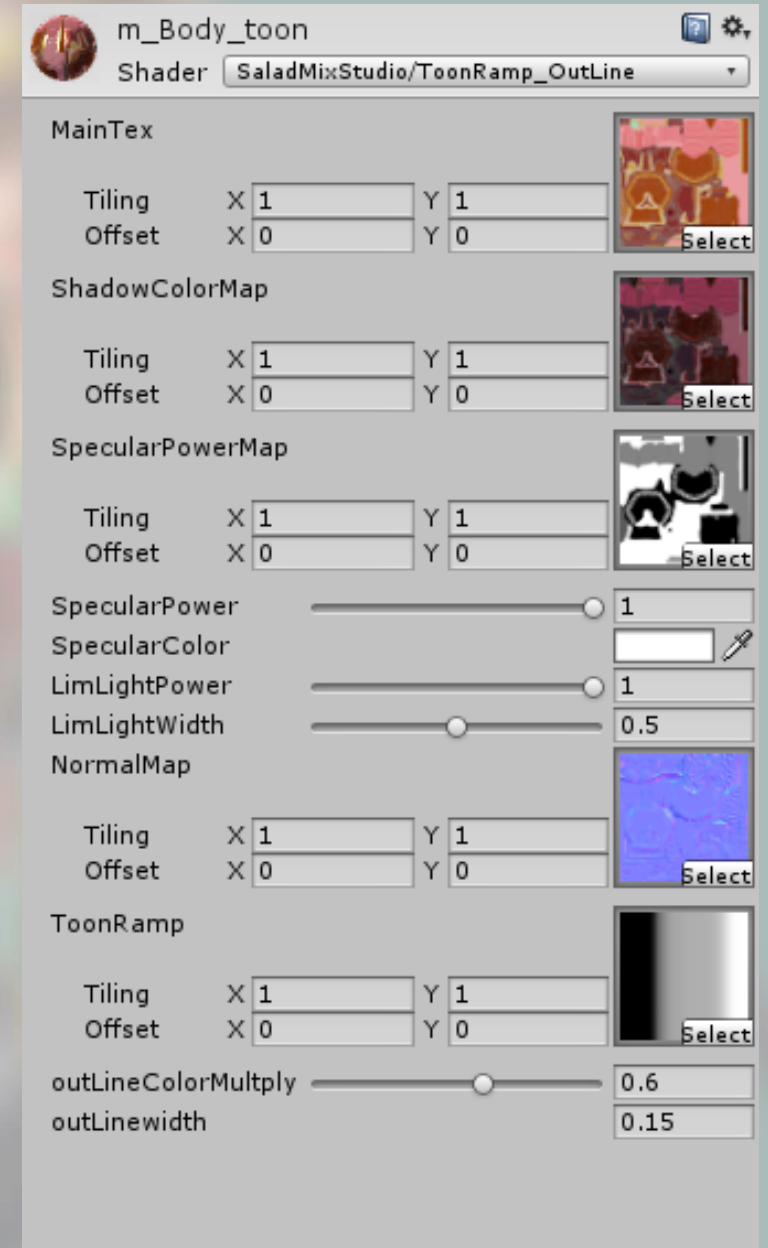 m_Body_toon
Shader SaladMixStudio/ToonRamp_OutLine
MainTex
Tiling X 1 Y 1
Offset X 0 Y 0
Select
ShadowColorMap
Tiling X 1 Y 1
Offset X 0 Y 0
Select
SpecularPowerMap
Tiling X 1 Y 1
Offset X 0 Y 0
Select
SpecularPower 1
SpecularColor
LimLightPower 1
LimLightWidth 0.5
NormalMap
Tiling X 1 Y 1
Offset X 0 Y 0
Select
ToonRamp
Tiling X 1 Y 1
Offset X 0 Y 0
Select
outLineColorMultply 0.6
outLinewidth 0.15